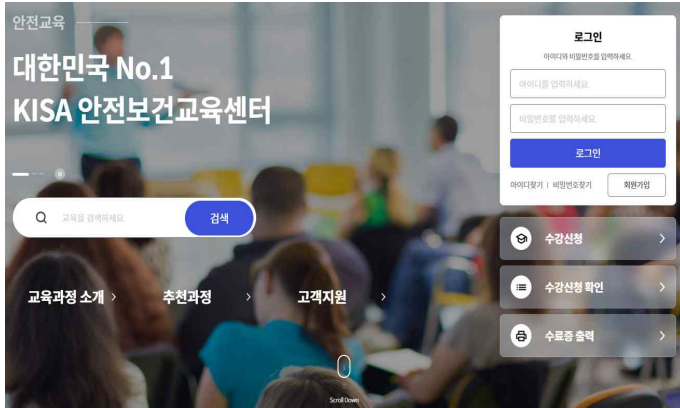 안전교육
대한민국 No.1
KISA 안전보건교육센터
교육을 검색하세요.
검색
교육과정 소개
추천과정
고객지원
Scroll Down
로그인
아이디와 비밀번호를 입력하세요.
아이디를 입력하세요.
비밀번호를 입력하세요.
로그인
아이디찾기 | 비밀번호찾기
회원가입
수강신청
수강신청 확인
수료증 출력